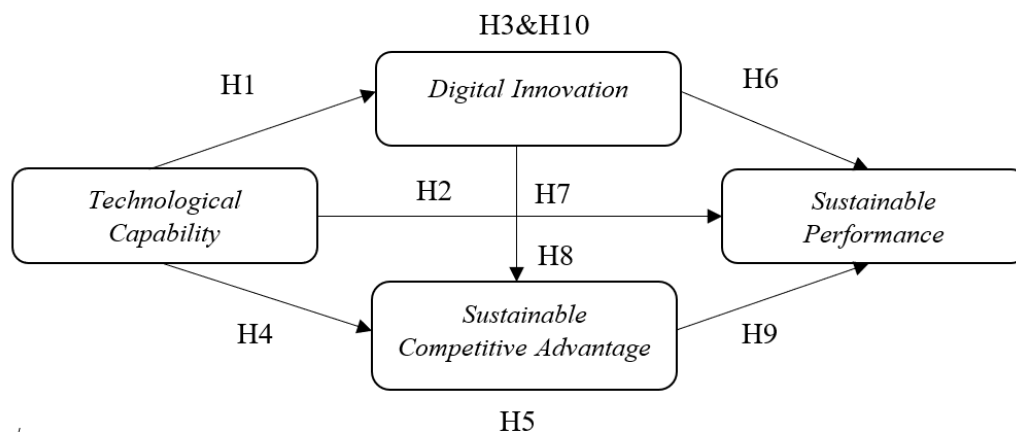 H3&H10
H1
Digital Innovation
H6
Technological
Capability
H2
H7
Sustainable
Performance
H8
H4
Sustainable
Competitive Advantage
H9
H5